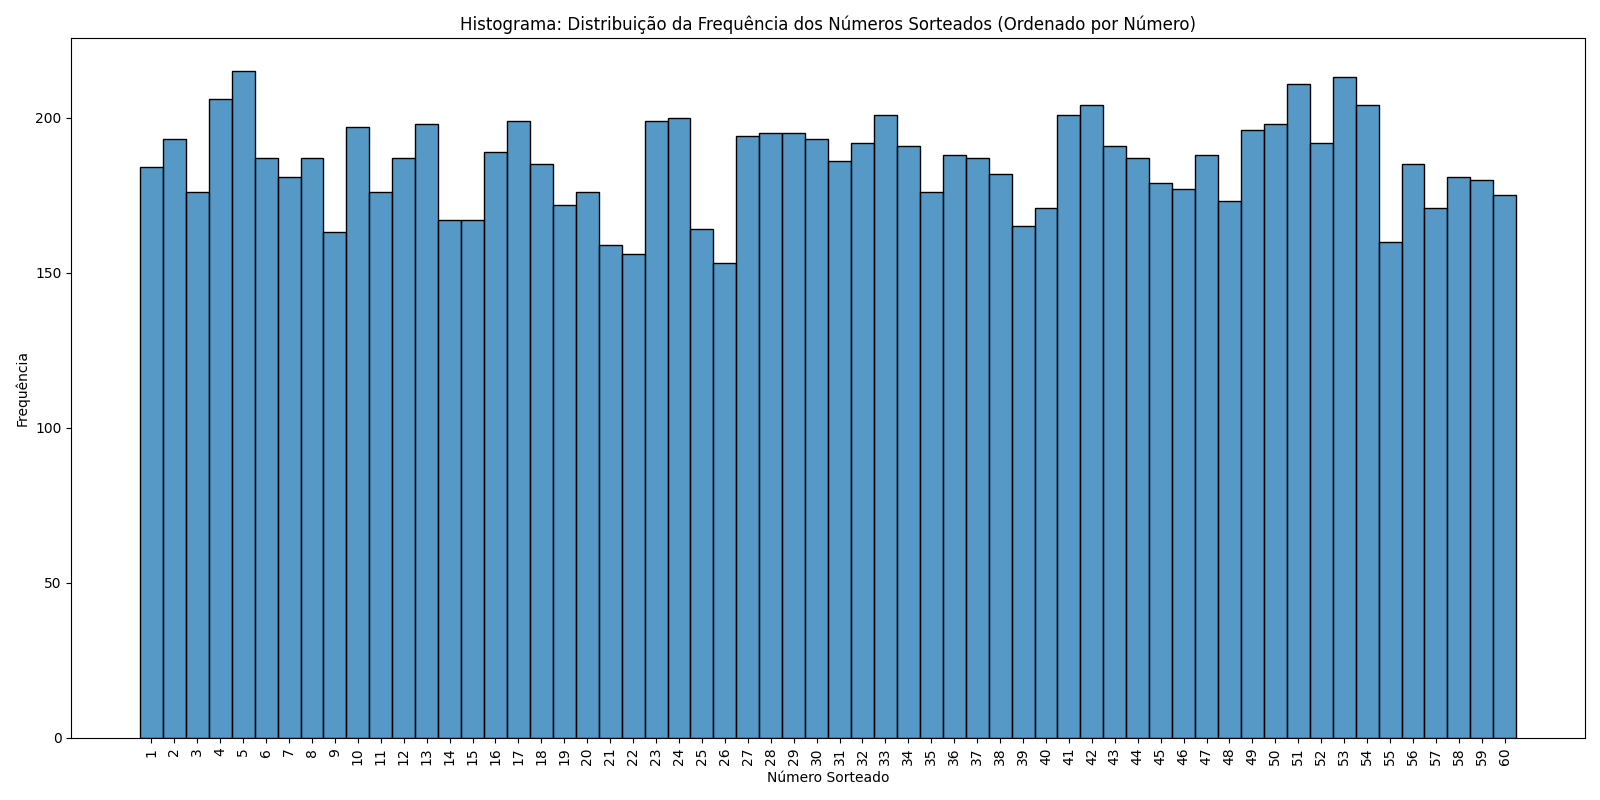 Histograma: Distribuição da Frequência dos Números Sorteados (Ordenado por Número)
Frequência
200
150
100
50
0
1 2 3 4 5 6 7 8 9 10 11 12 13 14 15 16 17 18 19 20 21 22 23 24 25 26 27 28 29 30 31 32 33 34 35 36 37 38 39 40 41 42 43 44 45 46 47 48 49 50 51 52 53 54 55 56 57 58 59 60
Número Sorteado